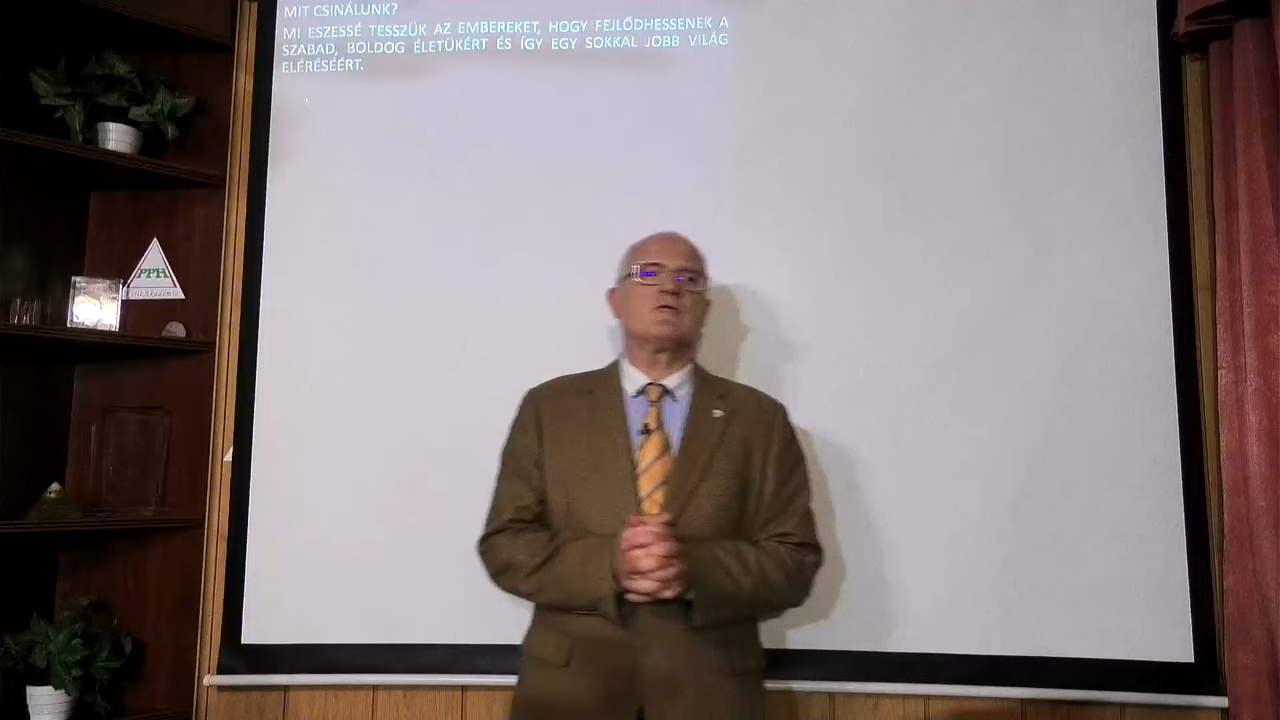 MIT CSINÁLUNK?
MI ESZESSÉ TESSZÜK AZ EMBEREKET, HOGY FEJLŐDHESSENEK A
SZABAD, BOLDOG ÉLETÜKÉRT ÉS ÍGY EGY SOKKAL JOBB VILÁG
ELÉRÉSÉÉRT.
Akadémia